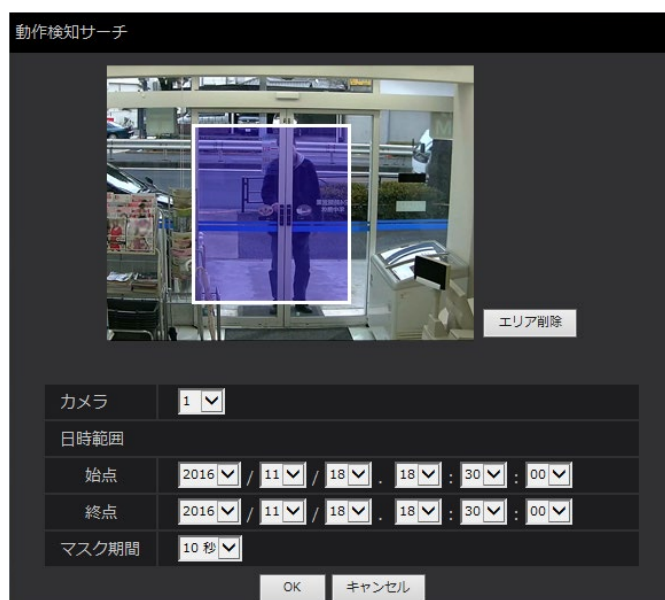 動作検知サーチ
エリア削除
カメラ 1
日時範囲
始点 2016 / 11 / 18 . 18 : 30 : 00
終点 2016 / 11 / 18 . 18 : 30 : 00
マスク期間 10 秒
OK キャンセル